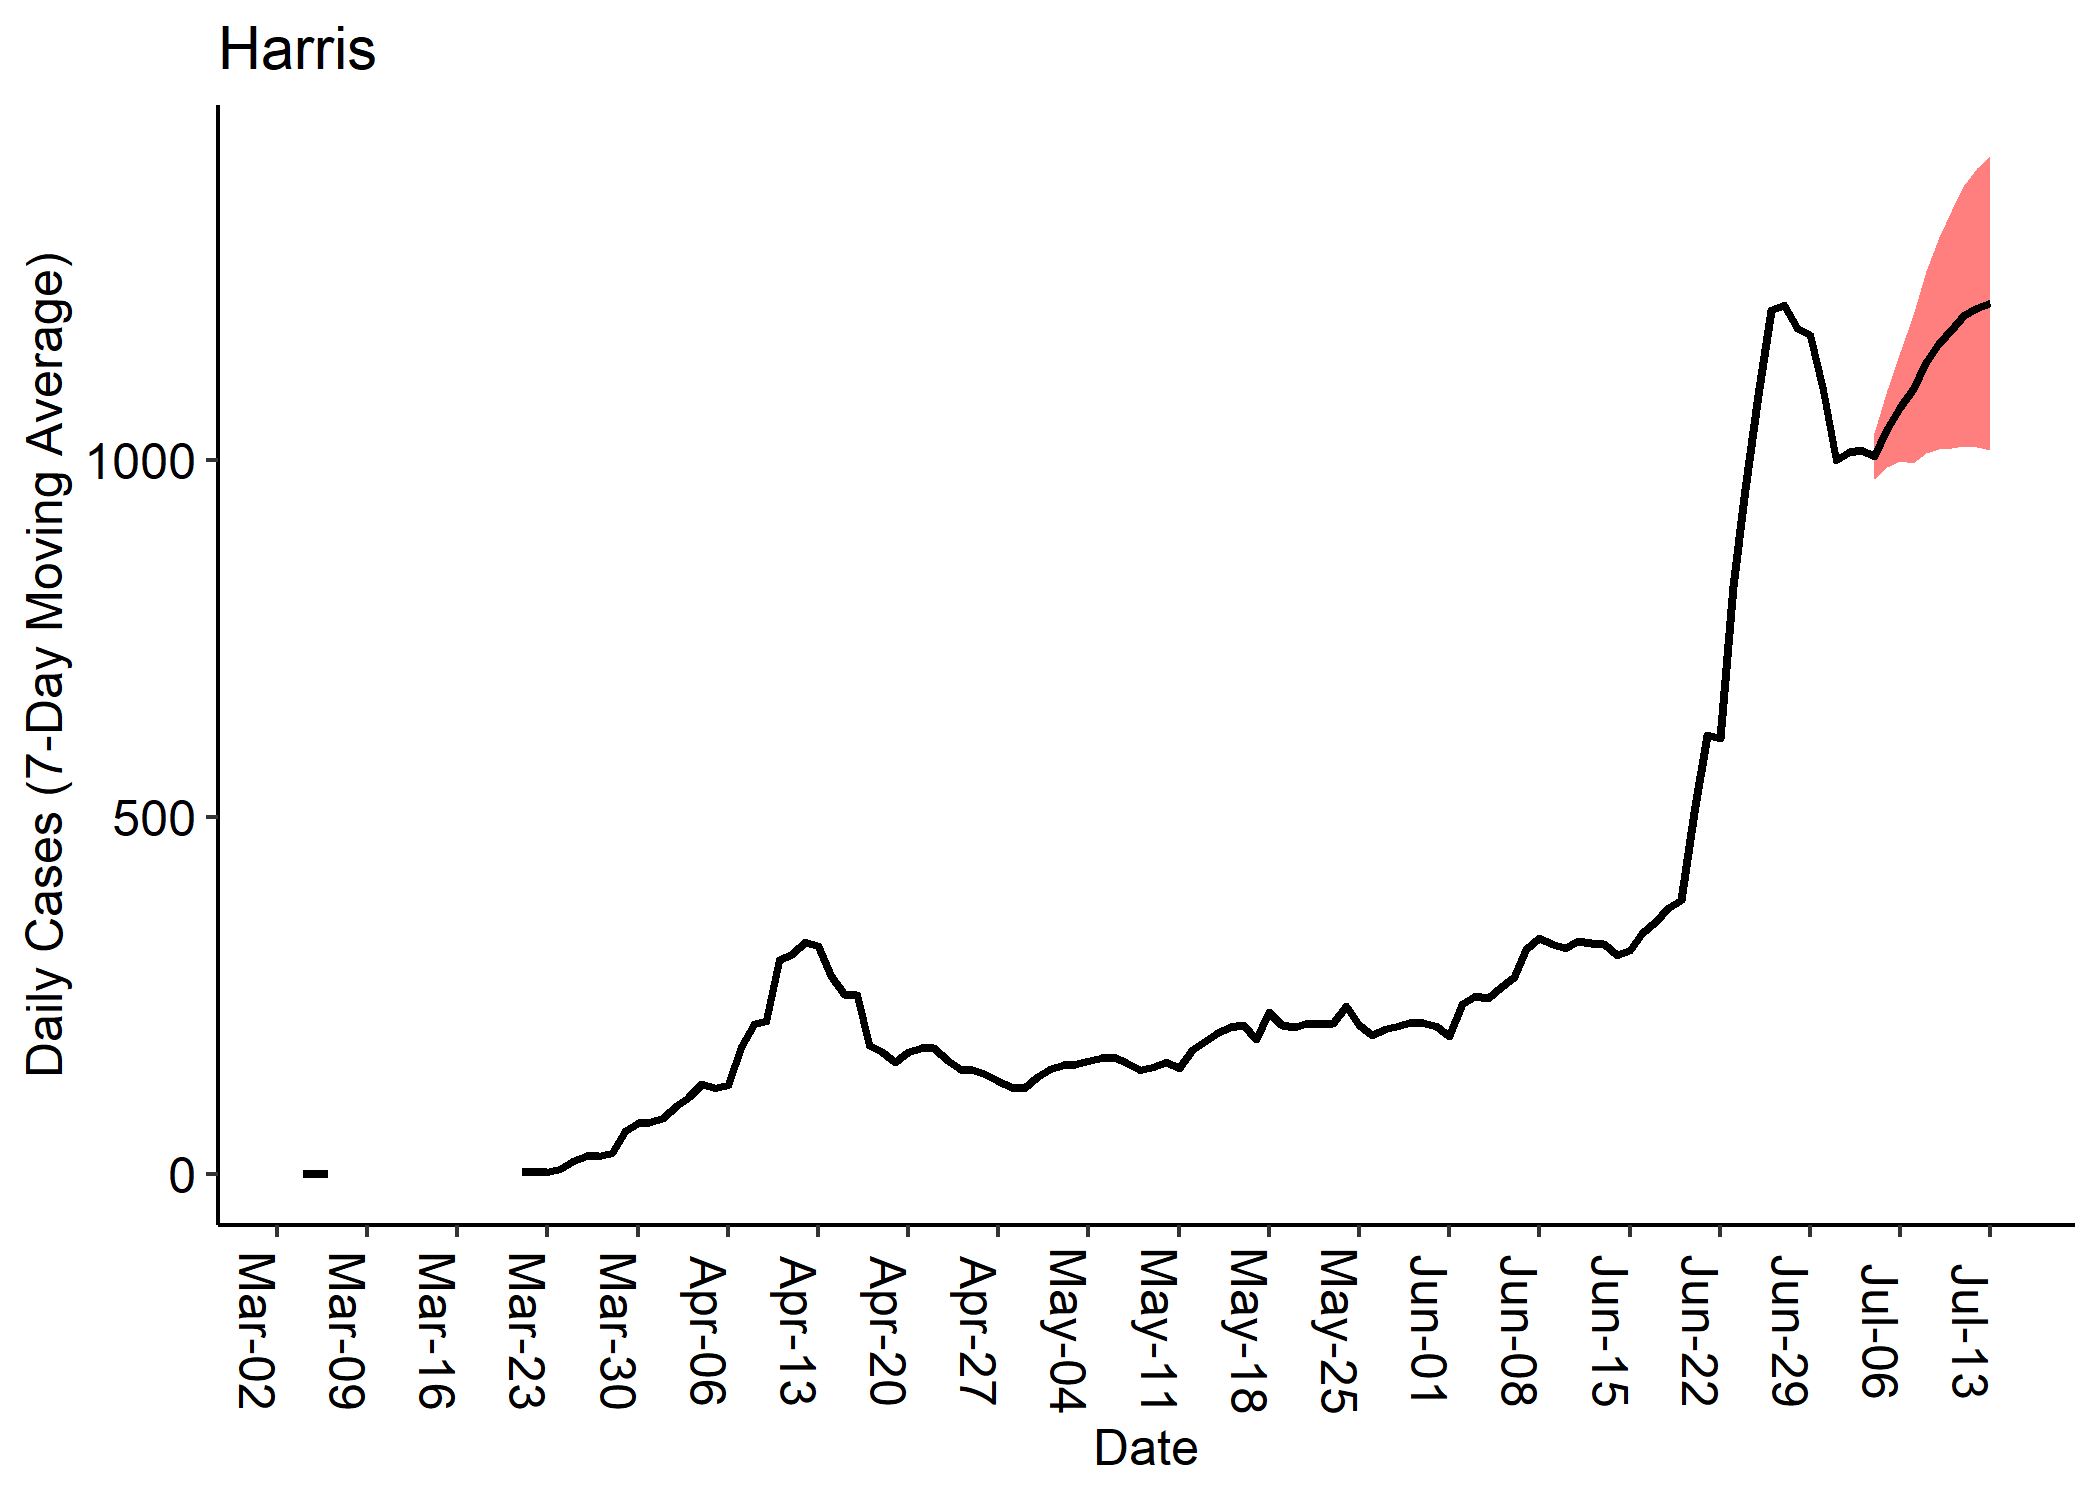 Harris
Daily Cases (7-Day Moving Average)
1000
500
0
Mar-02
Mar-09
Mar-16
Mar-23
Mar-30
Apr-06
Apr-13
Apr-20
Apr-27
May-04
May-11
May-18
May-25
Jun-01
Jun-08
Jun-15
Jun-22
Jun-29
Jul-06
Jul-13
Date